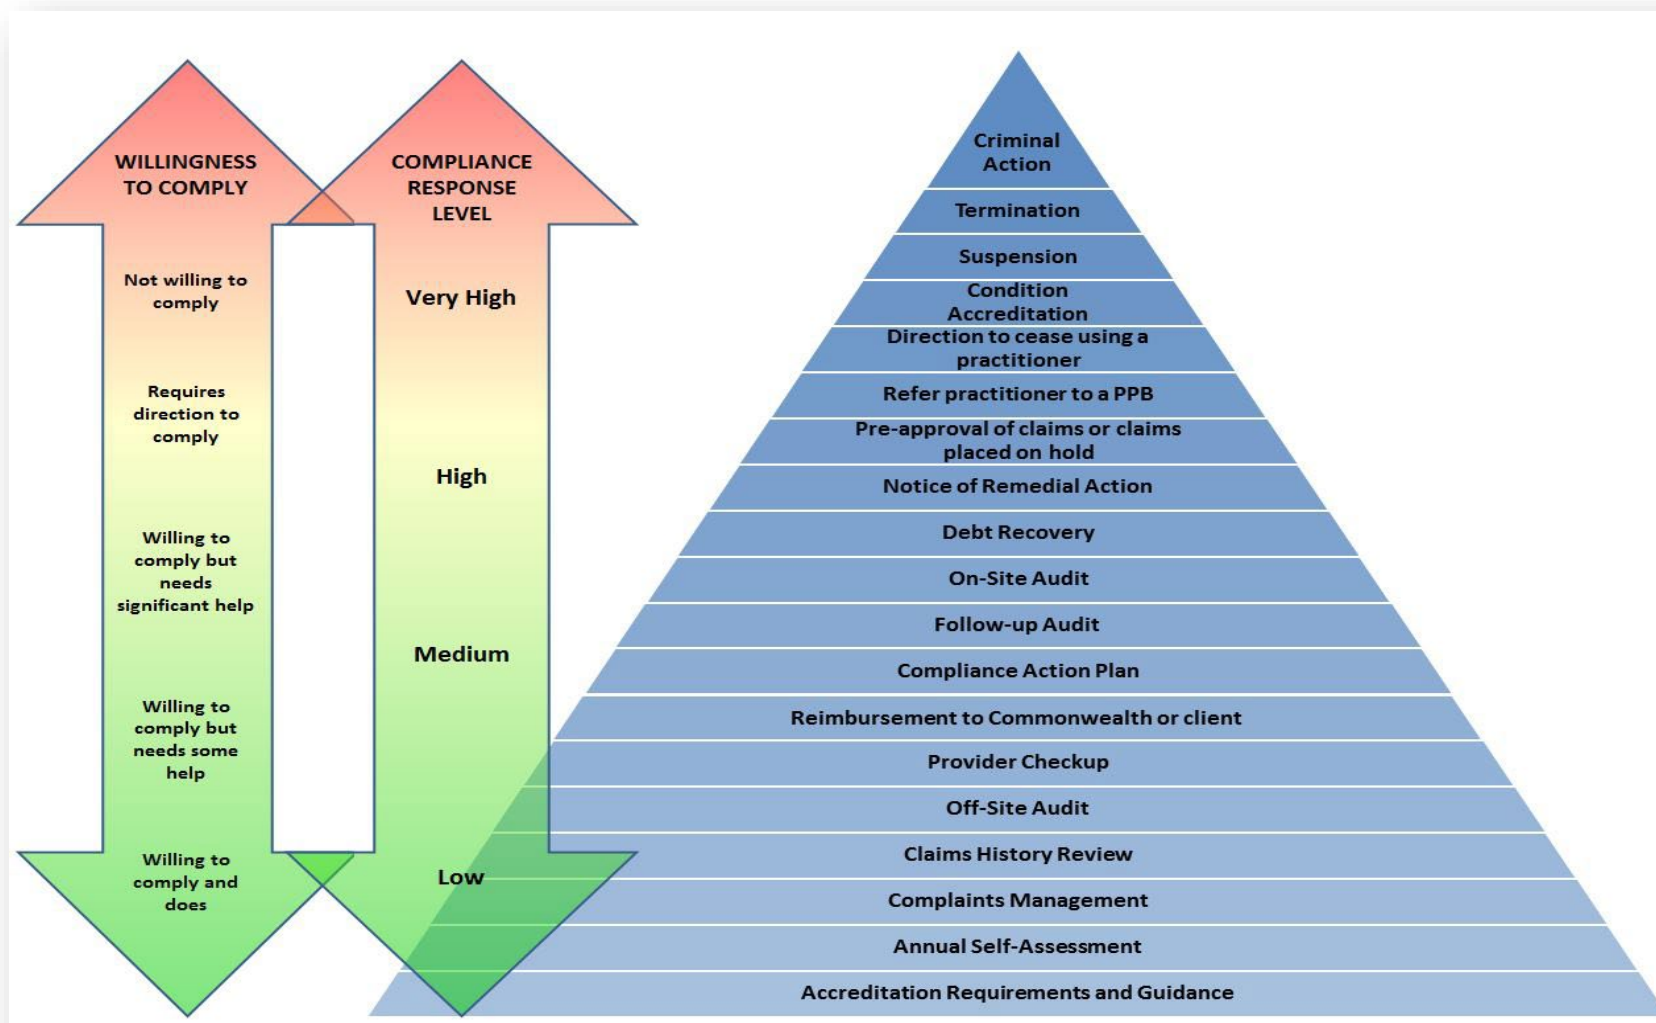 WILLINGNESS
TO COMPLY
Not willing to
comply
Requires
direction to
comply
Willing to
comply but
needs
significant help
Willing to
comply but
needs some
help
Willing to
comply and
does
COMPLIANCE
RESPONSE
LEVEL
Very High
High
Medium
Low
Criminal
Action
Termination
Suspension
Condition
Accreditation
Direction to cease using a
practitioner
Refer practitioner to a PPB
Pre-approval of claims or claims
placed on hold
Notice of Remedial Action
Debt Recovery
On-Site Audit
Follow-up Audit
Compliance Action Plan
Reimbursement to Commonwealth or client
Provider Checkup
Off-Site Audit
Claims History Review
Complaints Management
Annual Self-Assessment
Accreditation Requirements and Guidance